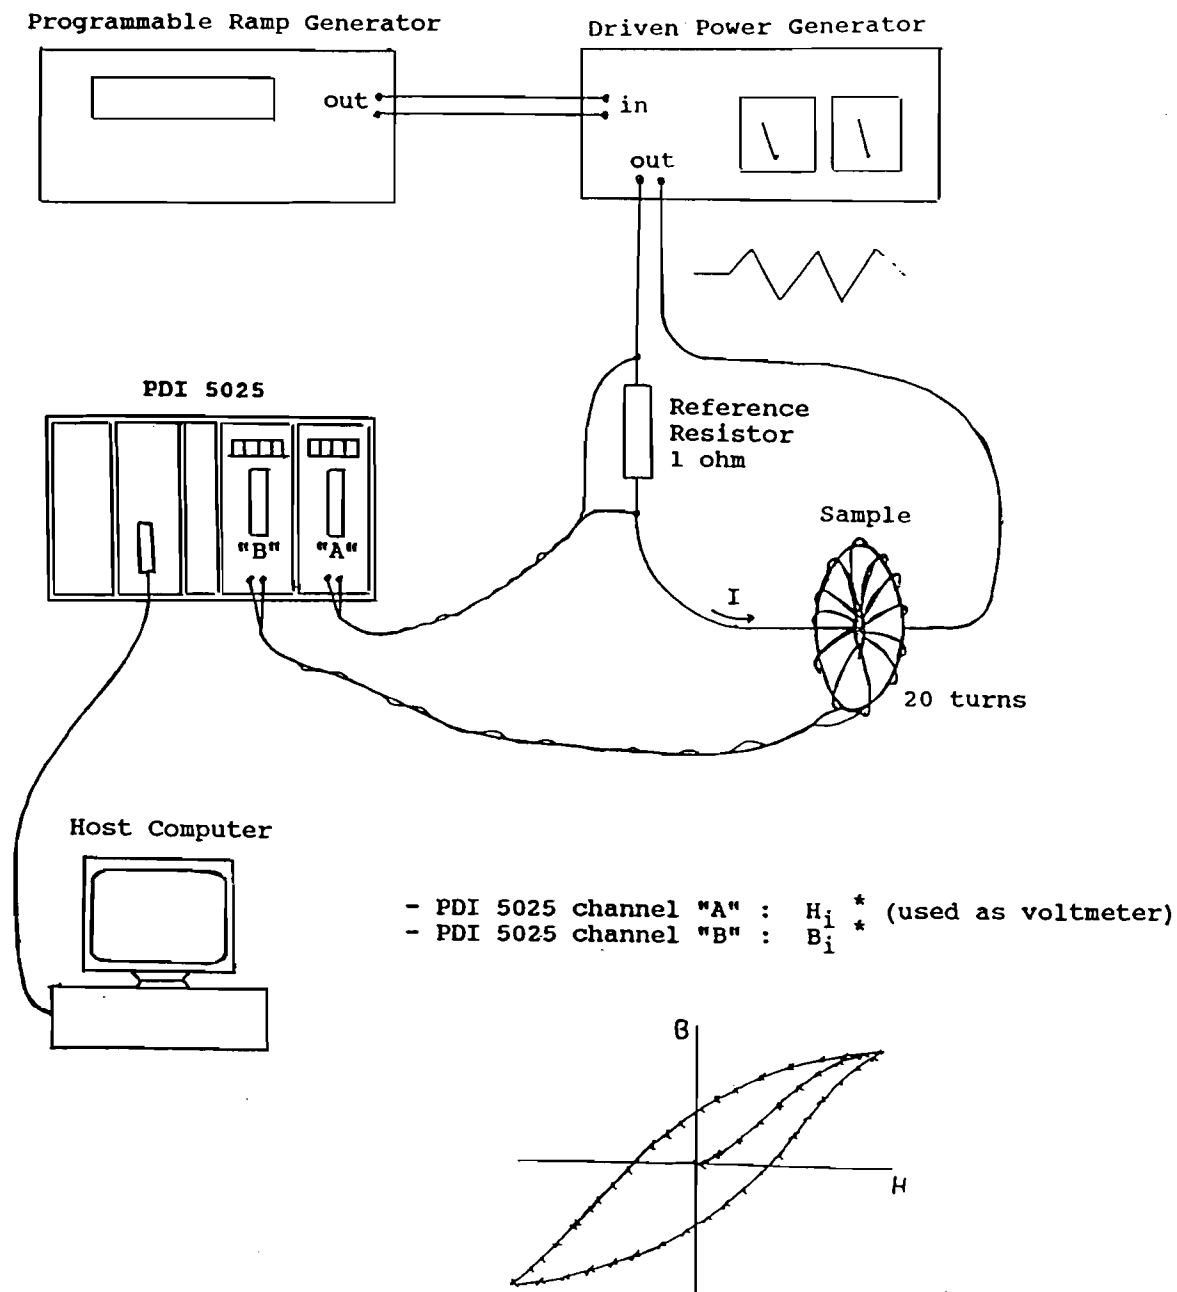 Programmable Ramp Generator
Driven Power Generator
out
in
out
PDI 5025
Reference
Resistor
1 ohm
Sample
"B"
"A"
I
20 turns
Host Computer
- PDI 5025 channel "A" : Hi * (used as voltmeter)
- PDI 5025 channel "B" : Bi *
B
H